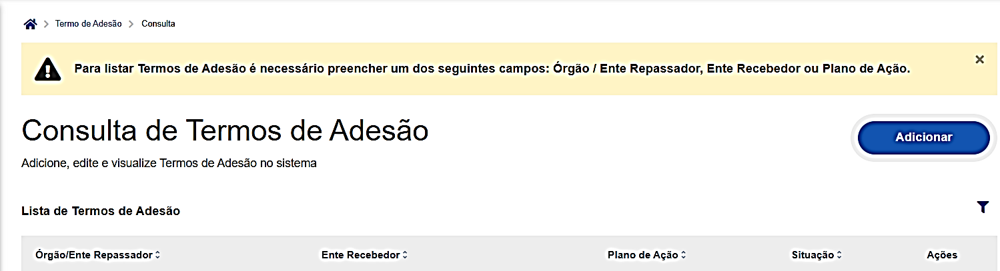 Termo de Adesão Consulta
Para listar Termos de Adesão é necessário preencher um dos seguintes campos: Órgão / Ente Repassador, Ente Recebedor ou Plano de Ação.
Consulta de Termos de Adesão
Adicionar
Adicione, edite e visualize Termos de Adesão no sistema
Lista de Termos de Adesão
Órgão/Ente Repassador Ente Recebedor Plano de Ação Situação Ações